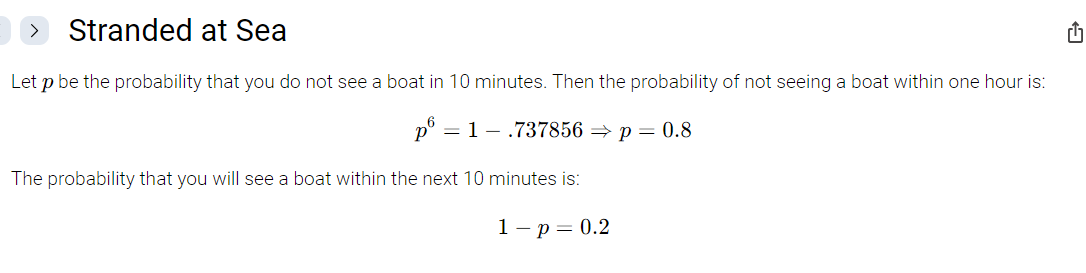 Stranded at Sea
Let p be the probability that you do not see a boat in 10 minutes. Then the probability of not seeing a boat within one hour is:
p⁶ = 1 − .737856 ⇒ p = 0.8
The probability that you will see a boat within the next 10 minutes is:
1 − p = 0.2